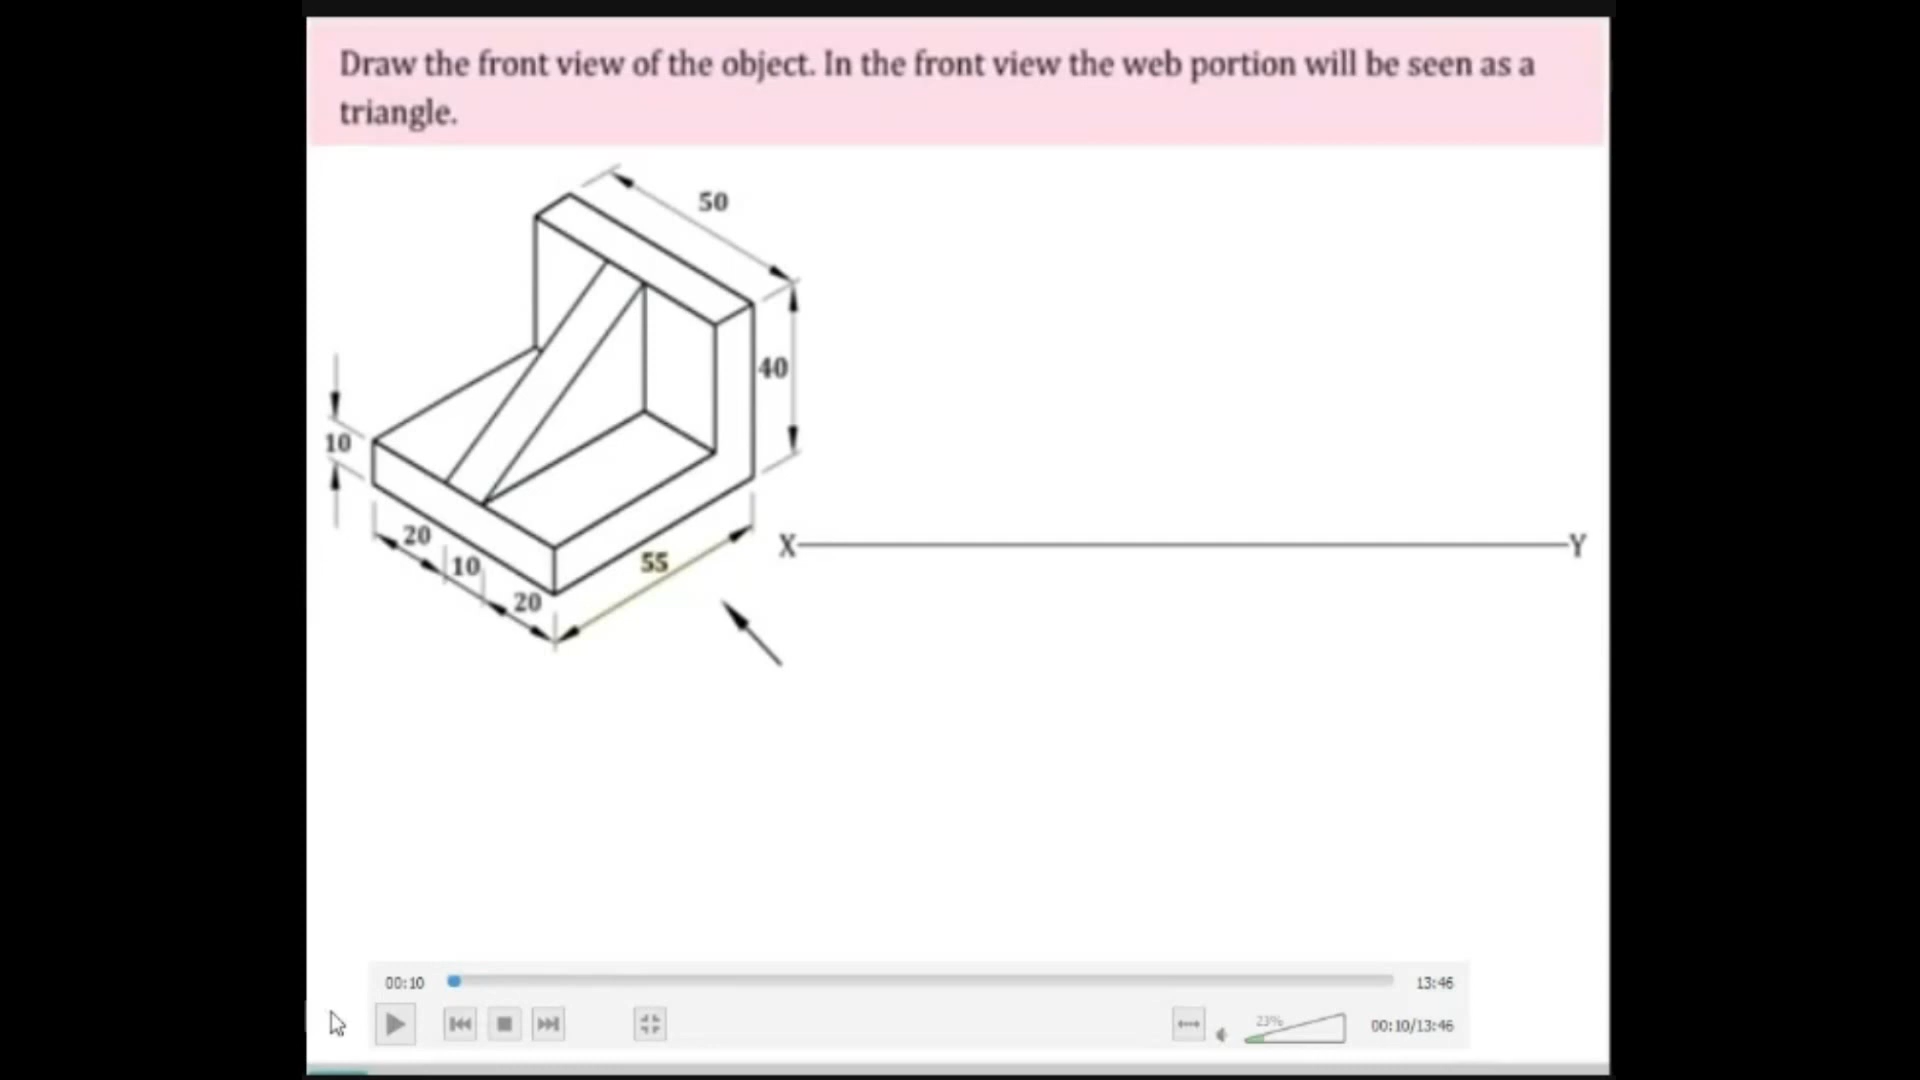 Draw the front view of the object. In the front view the web portion will be seen as a
triangle.
50
40
10
20
10
20
55
X
Y
00:10
13:46
23%
00:10/13:46